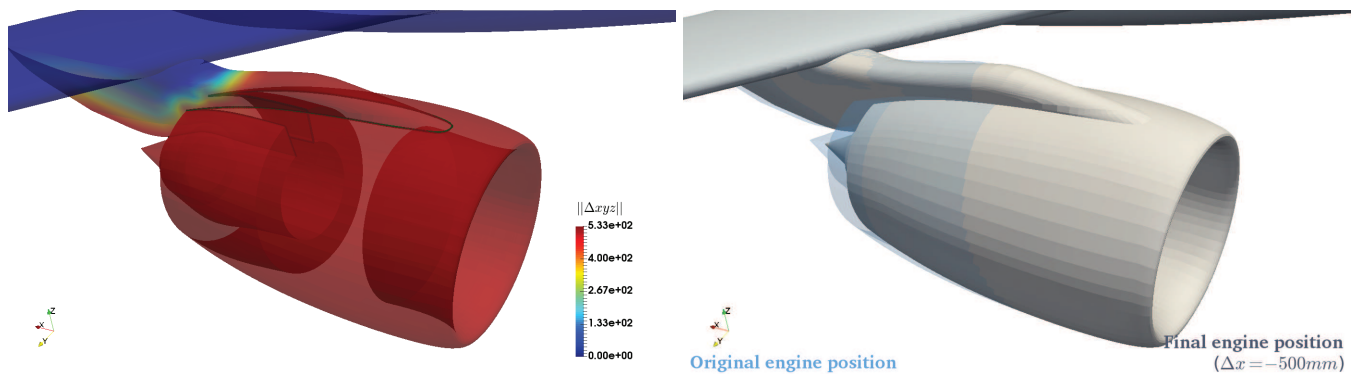 ||Δxyz||
5.33e+02
4.00e+02
2.67e+02
1.33e+02
0.00e+00
Z
X
Y
Z
X
Y
Original engine position
Final engine position
(Δx=−500mm)